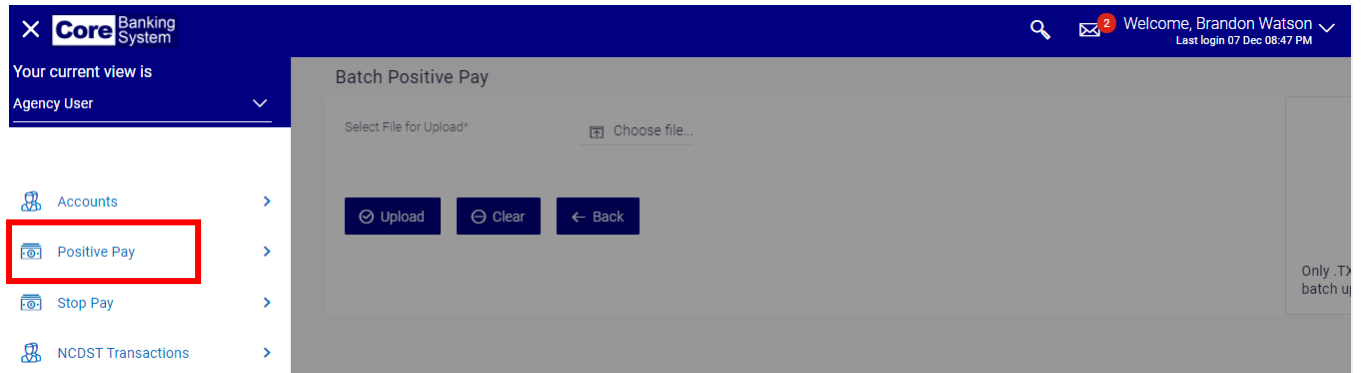 Core Banking System
2
Welcome, Brandon Watson
Last login 07 Dec 08:47 PM
Your current view is
Agency User
Batch Positive Pay
Select File for Upload*
Choose file...
Accounts
Upload
Clear
Back
Positive Pay
Only .TX
batch u
Stop Pay
NCDST Transactions